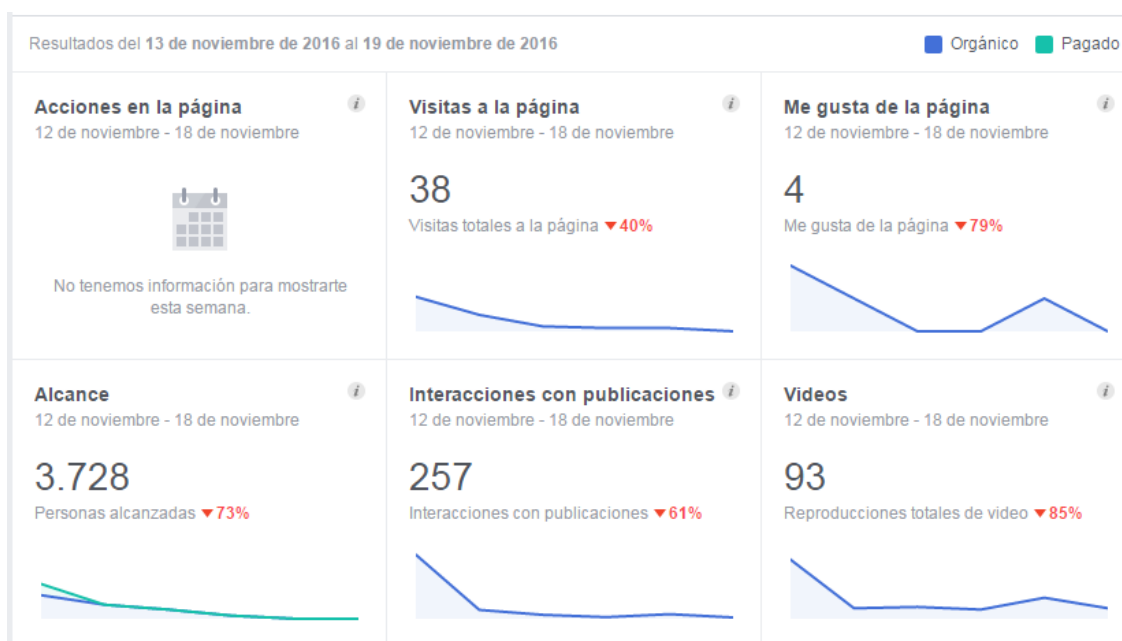 Resultados del 13 de noviembre de 2016 al 19 de noviembre de 2016
Orgánico
Pagado
Acciones en la página
12 de noviembre - 18 de noviembre
No tenemos información para mostrarte
esta semana.
Visitas a la página
12 de noviembre - 18 de noviembre
38
Visitas totales a la página ▼40%
Me gusta de la página
12 de noviembre - 18 de noviembre
4
Me gusta de la página ▼79%
Alcance
12 de noviembre - 18 de noviembre
3.728
Personas alcanzadas ▼73%
Interacciones con publicaciones
12 de noviembre - 18 de noviembre
257
Interacciones con publicaciones ▼61%
Videos
12 de noviembre - 18 de noviembre
93
Reproducciones totales de video ▼85%